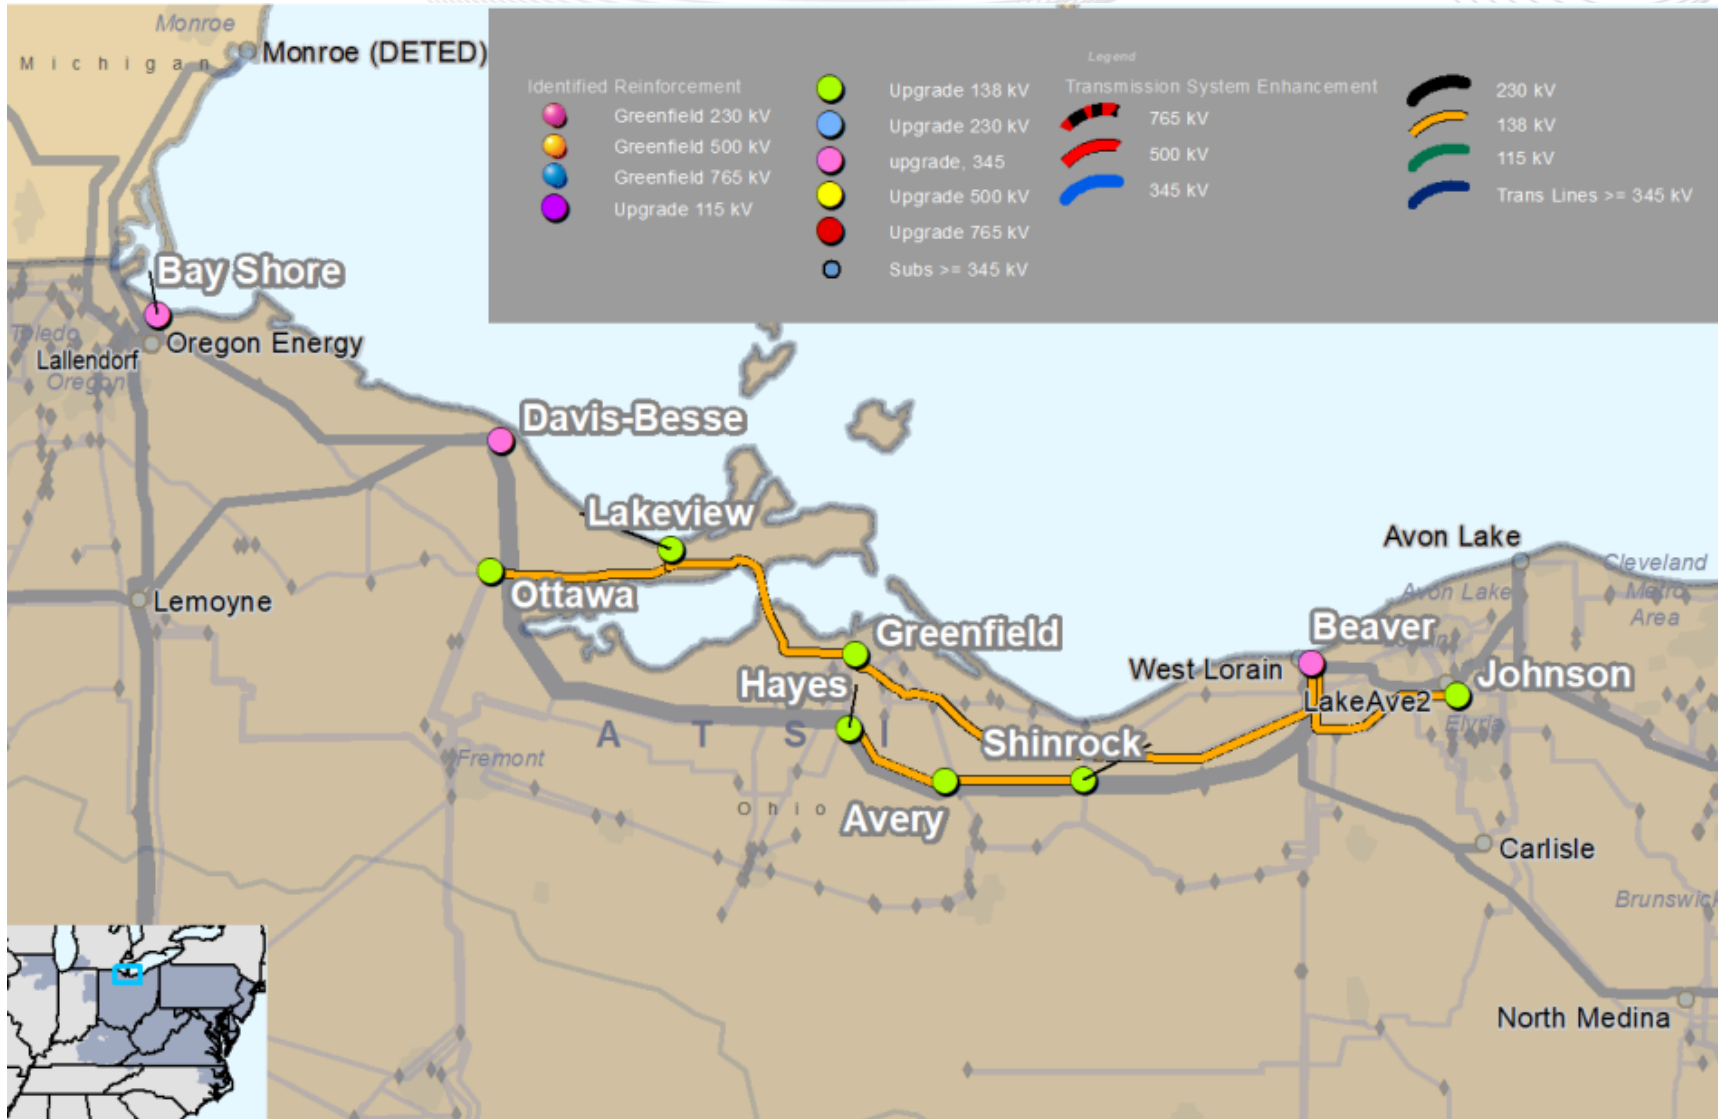 Monroe
Monroe (DETED)
Michigan
Legend
Identified Reinforcement
Greenfield 230 kV
Greenfield 500 kV
Greenfield 765 kV
Upgrade 115 kV
Upgrade 138 kV
Upgrade 230 kV
upgrade, 345
Upgrade 500 kV
Upgrade 765 kV
Subs >= 345 kV
Transmission System Enhancement
765 kV
500 kV
345 kV
230 kV
138 kV
115 kV
Trans Lines >= 345 kV
Bay Shore
Toledo
Oregon Energy
Lallendorf
Oregon
Davis-Besse
Lakeview
Avon Lake
Cleveland
Metro
Area
Avon Lake
Ottawa
Lemoyne
Greenfield
Beaver
West Lorain
Johnson
Hayes
LakeAve2
Elyria
ATSI
Shinrock
Fremont
Ohio
Avery
Carlisle
Brunswick
North Medina